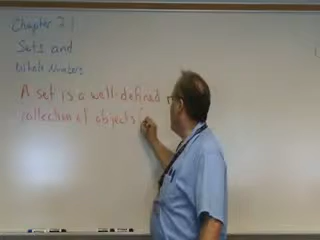 Chapter 2.1
Sets and
Whole Numbers
A set is a well-defined
collection of objects.